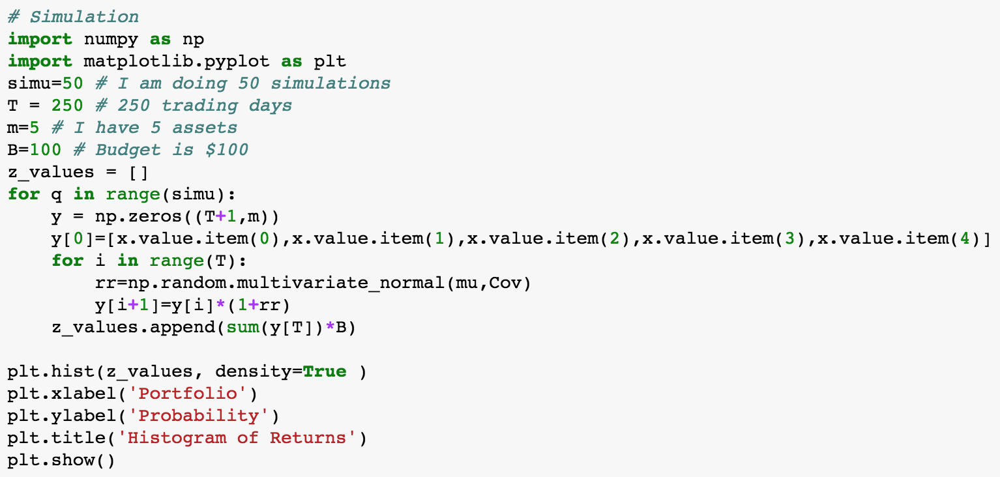 # Simulation
import numpy as np
import matplotlib.pyplot as plt
simu=50 # I am doing 50 simulations
T = 250 # 250 trading days
m=5 # I have 5 assets
B=100 # Budget is $100
z_values = []
for q in range(simu):
    y = np.zeros((T+1,m))
    y[0]=[x.value.item(0),x.value.item(1),x.value.item(2),x.value.item(3),x.value.item(4)]
    for i in range(T):
        rr=np.random.multivariate_normal(mu,Cov)
        y[i+1]=y[i]*(1+rr)
    z_values.append(sum(y[T])*B)

plt.hist(z_values, density=True )
plt.xlabel('Portfolio')
plt.ylabel('Probability')
plt.title('Histogram of Returns')
plt.show()